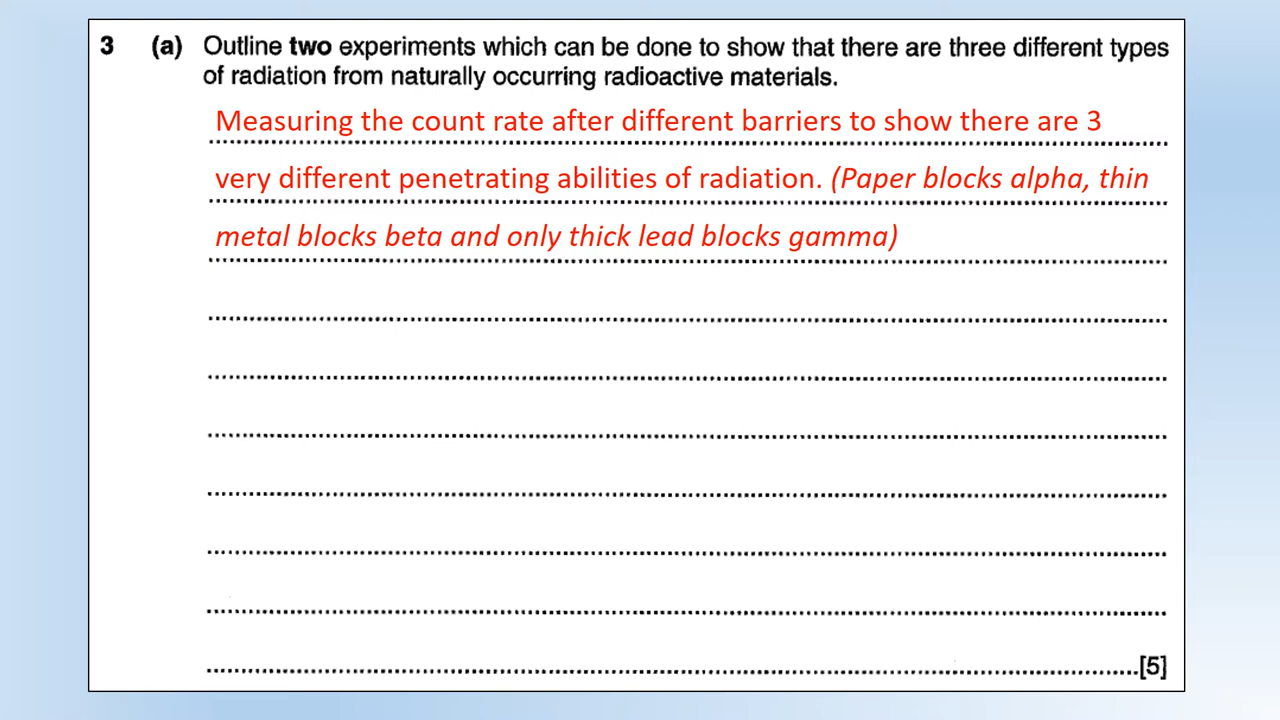 3 (a) Outline two experiments which can be done to show that there are three different types
of radiation from naturally occurring radioactive materials.
Measuring the count rate after different barriers to show there are 3
very different penetrating abilities of radiation. (Paper blocks alpha, thin
metal blocks beta and only thick lead blocks gamma)
[5]